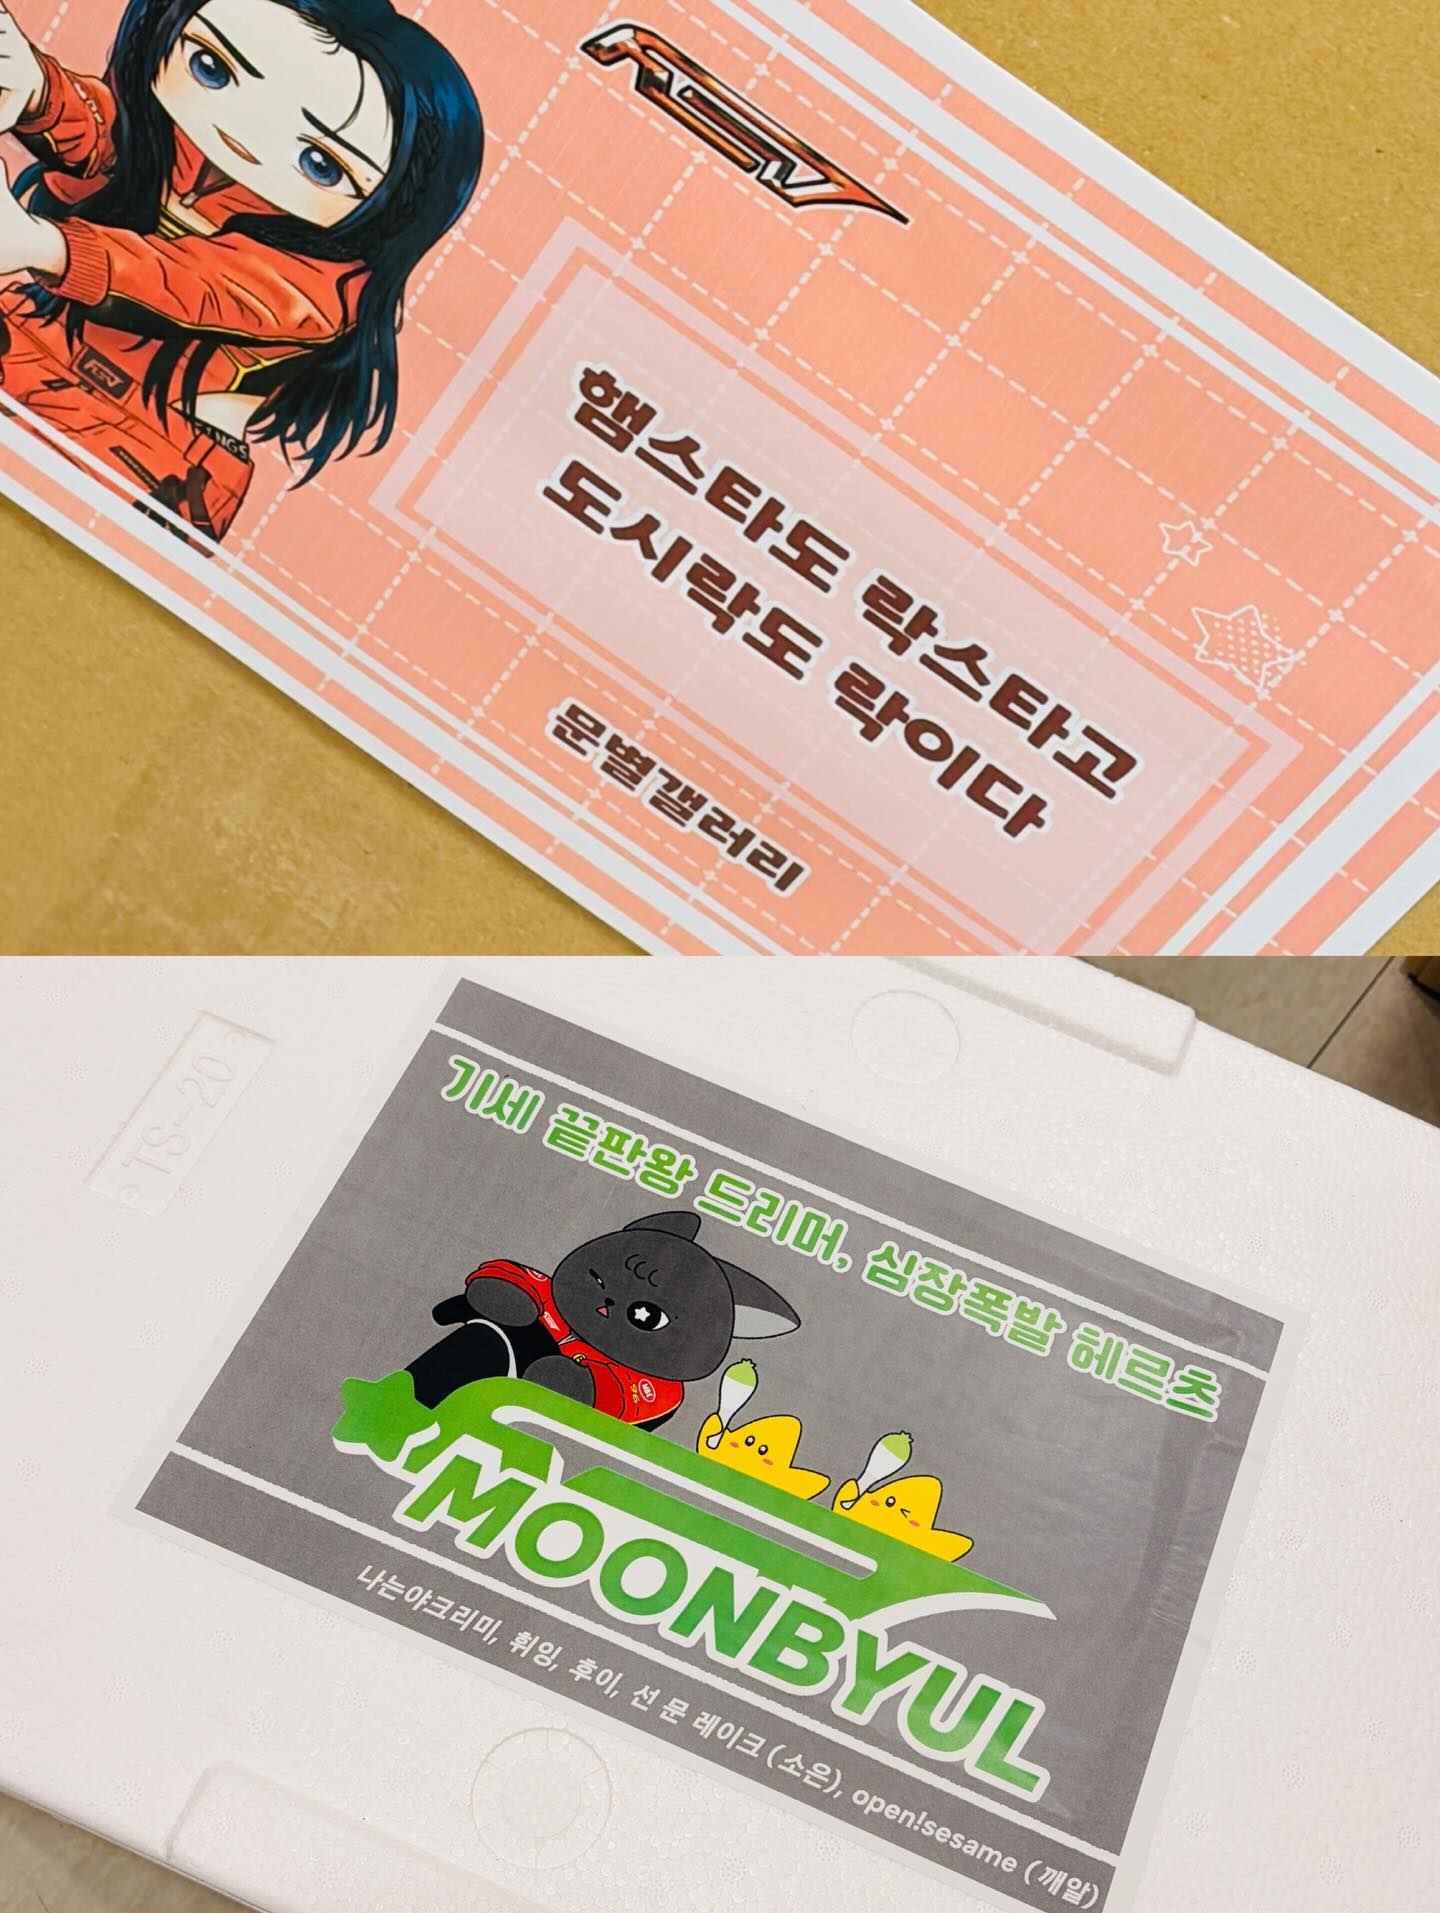 햄스타도 락스타고
도시락도 락이다
문별갤러리
TS-20
기세 끝판왕 드리머, 심장폭발 헤르츠
MOONBYUL
나는야크리미, 휘잉, 후이, 선 문 레이크 (소은), open!sesame (깨알)